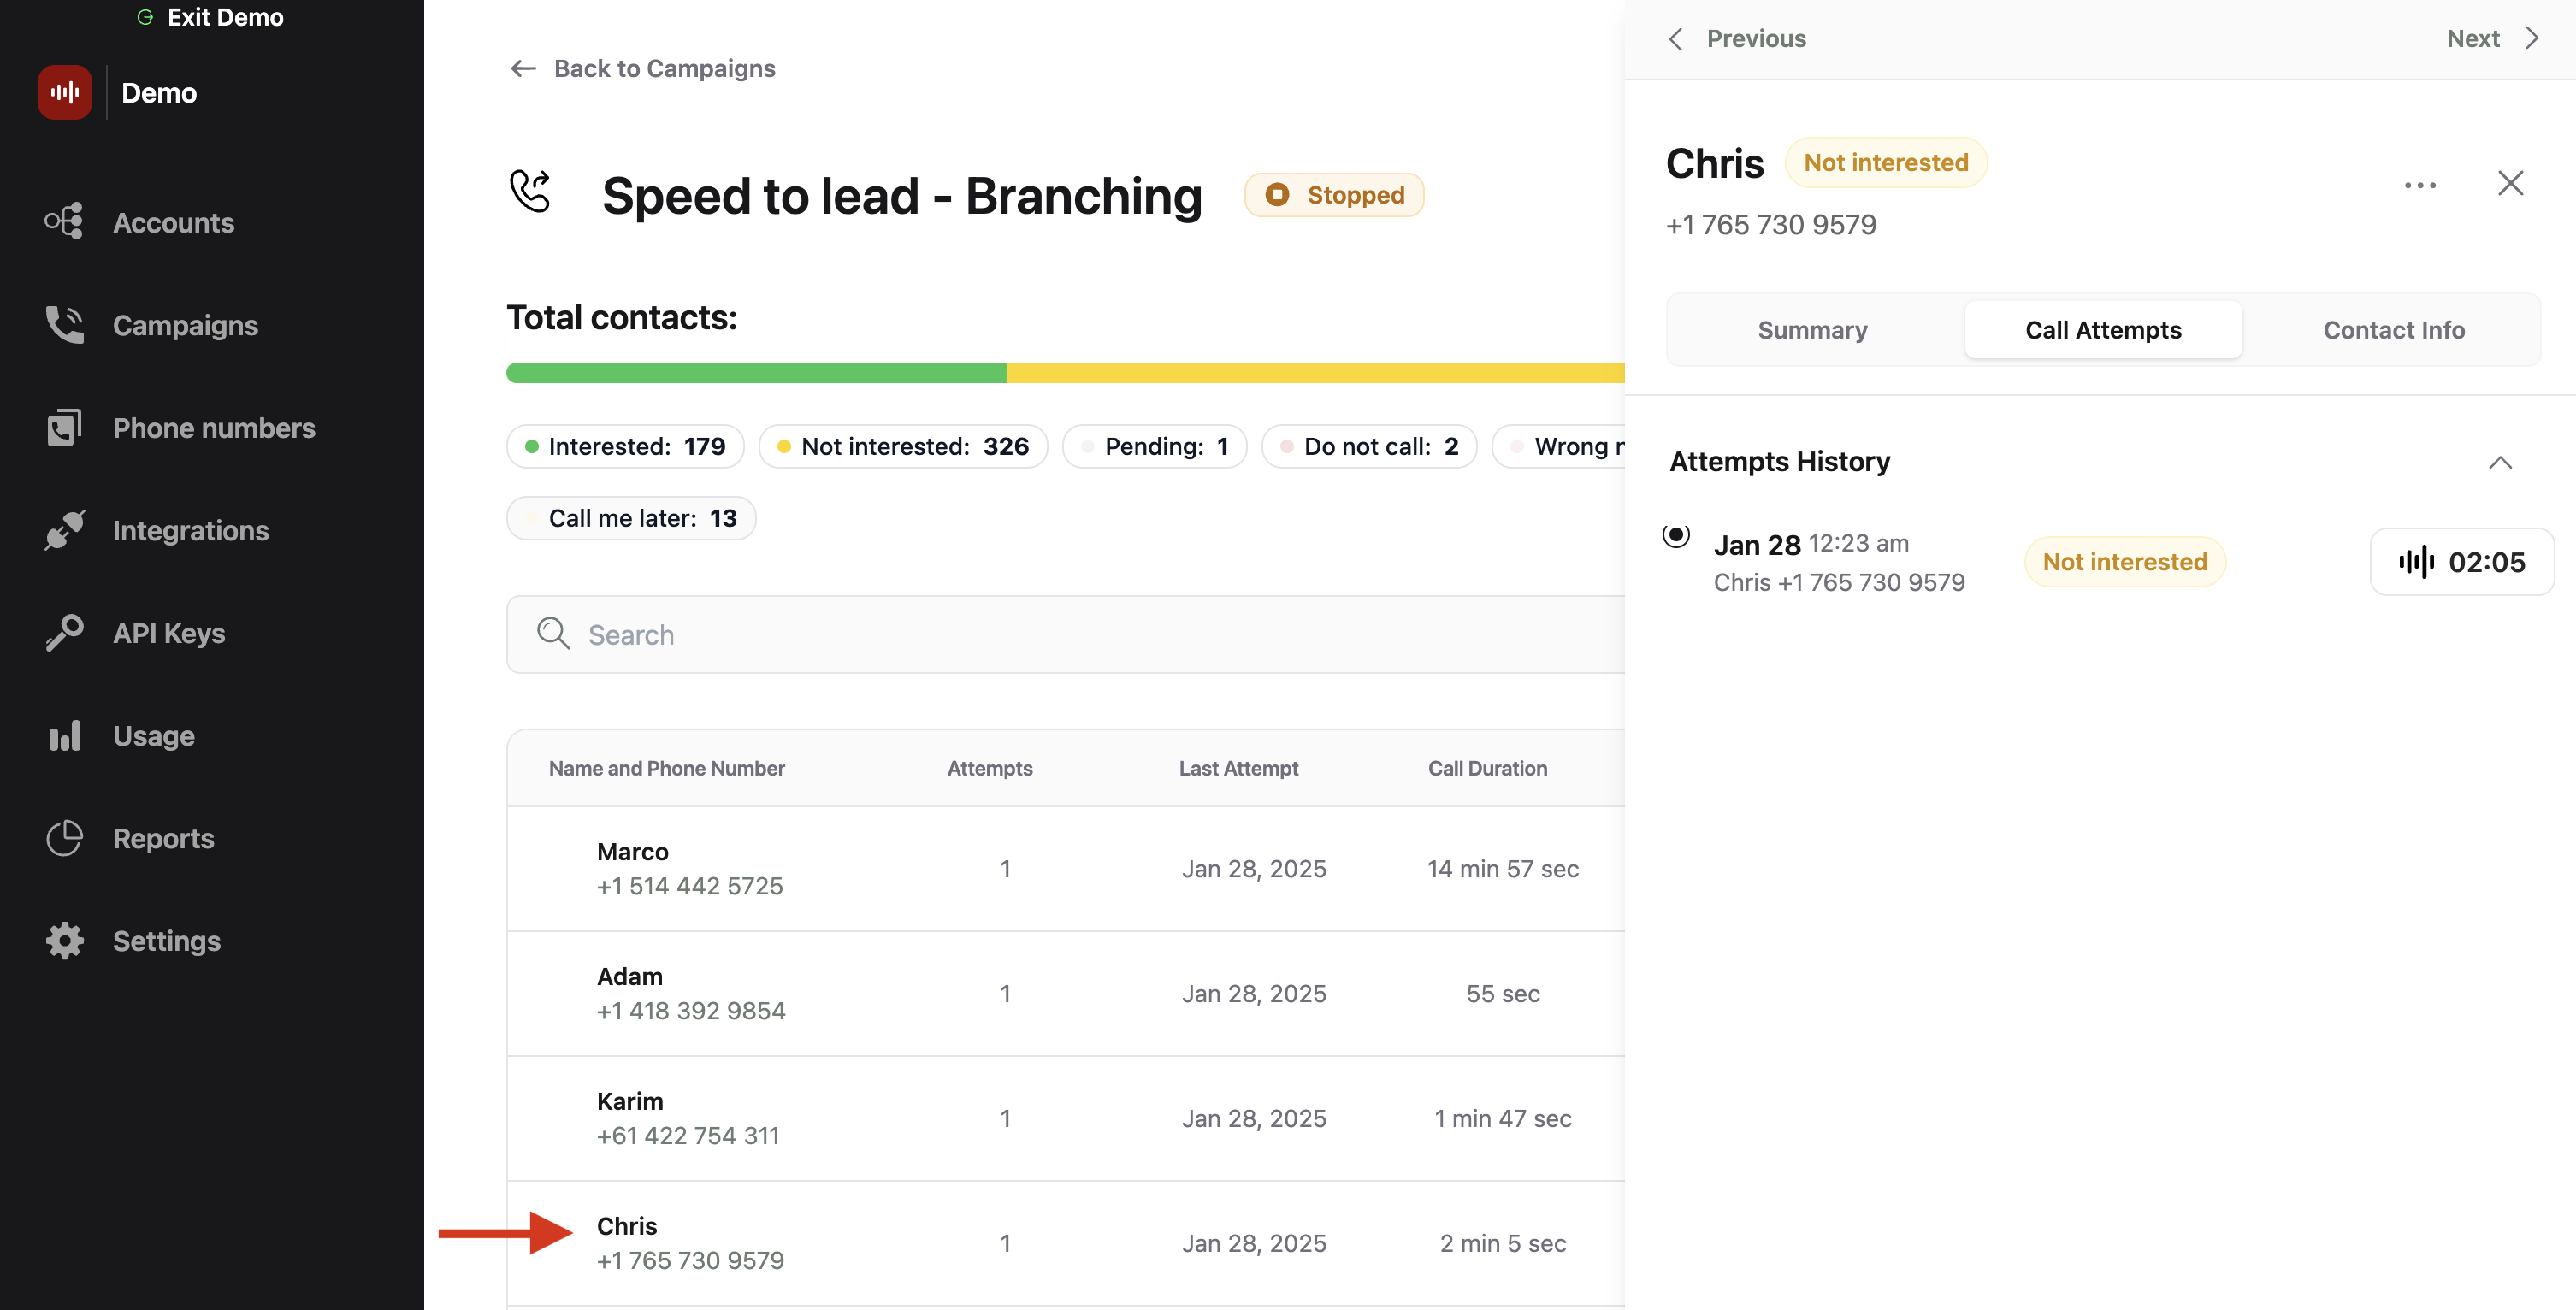 Exit Demo
Demo
Accounts
Campaigns
Phone numbers
Integrations
API Keys
Usage
Reports
Settings
Back to Campaigns
Speed to lead - Branching
Stopped
Total contacts:
Interested: 179
Not interested: 326
Pending: 1
Do not call: 2
Wrong
Call me later: 13
Search
Name and Phone Number Attempts Last Attempt Call Duration
Marco
+1 514 442 5725
1 Jan 28, 2025 14 min 57 sec
Adam
+1 418 392 9854
1 Jan 28, 2025 55 sec
Karim
+61 422 754 311
1 Jan 28, 2025 1 min 47 sec
Chris
+1 765 730 9579
1 Jan 28, 2025 2 min 5 sec
Previous
Next
Chris
Not interested
+1 765 730 9579
Summary
Call Attempts
Contact Info
Attempts History
Jan 28 12:23 am
Chris +1 765 730 9579
Not interested
02:05